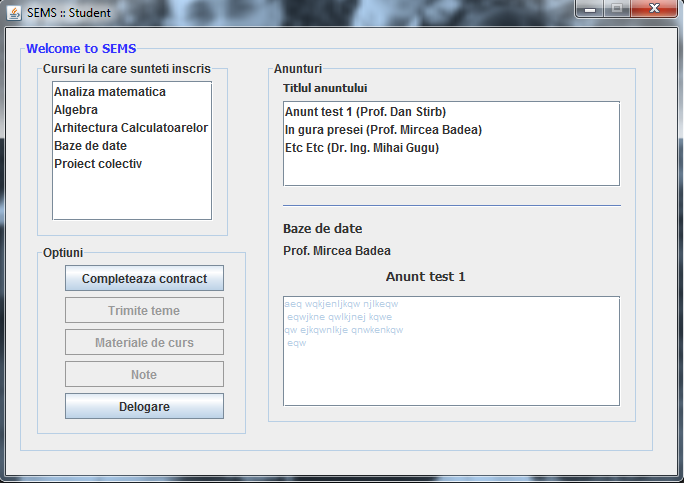 SEMS :: Student
Welcome to SEMS
Cursuri la care sunteti inscris
Analiza matematica
Algebra
Arhitectura Calculatoarelor
Baze de date
Proiect colectiv
Optiuni
Completeaza contract
Trimite teme
Materiale de curs
Note
Delogare
Anunturi
Titlul anuntului
Anunt test 1 (Prof. Dan Stirb)
In gura presei (Prof. Mircea Badea)
Etc Etc (Dr. Ing. Mihai Gugu)
Baze de date
Prof. Mircea Badea
Anunt test 1
aeq wqkjenljkqw njlkeqw
eqwjkne qwlkjnej kqwe
qw ejkqwnlkje qnwkenkqw
eqw